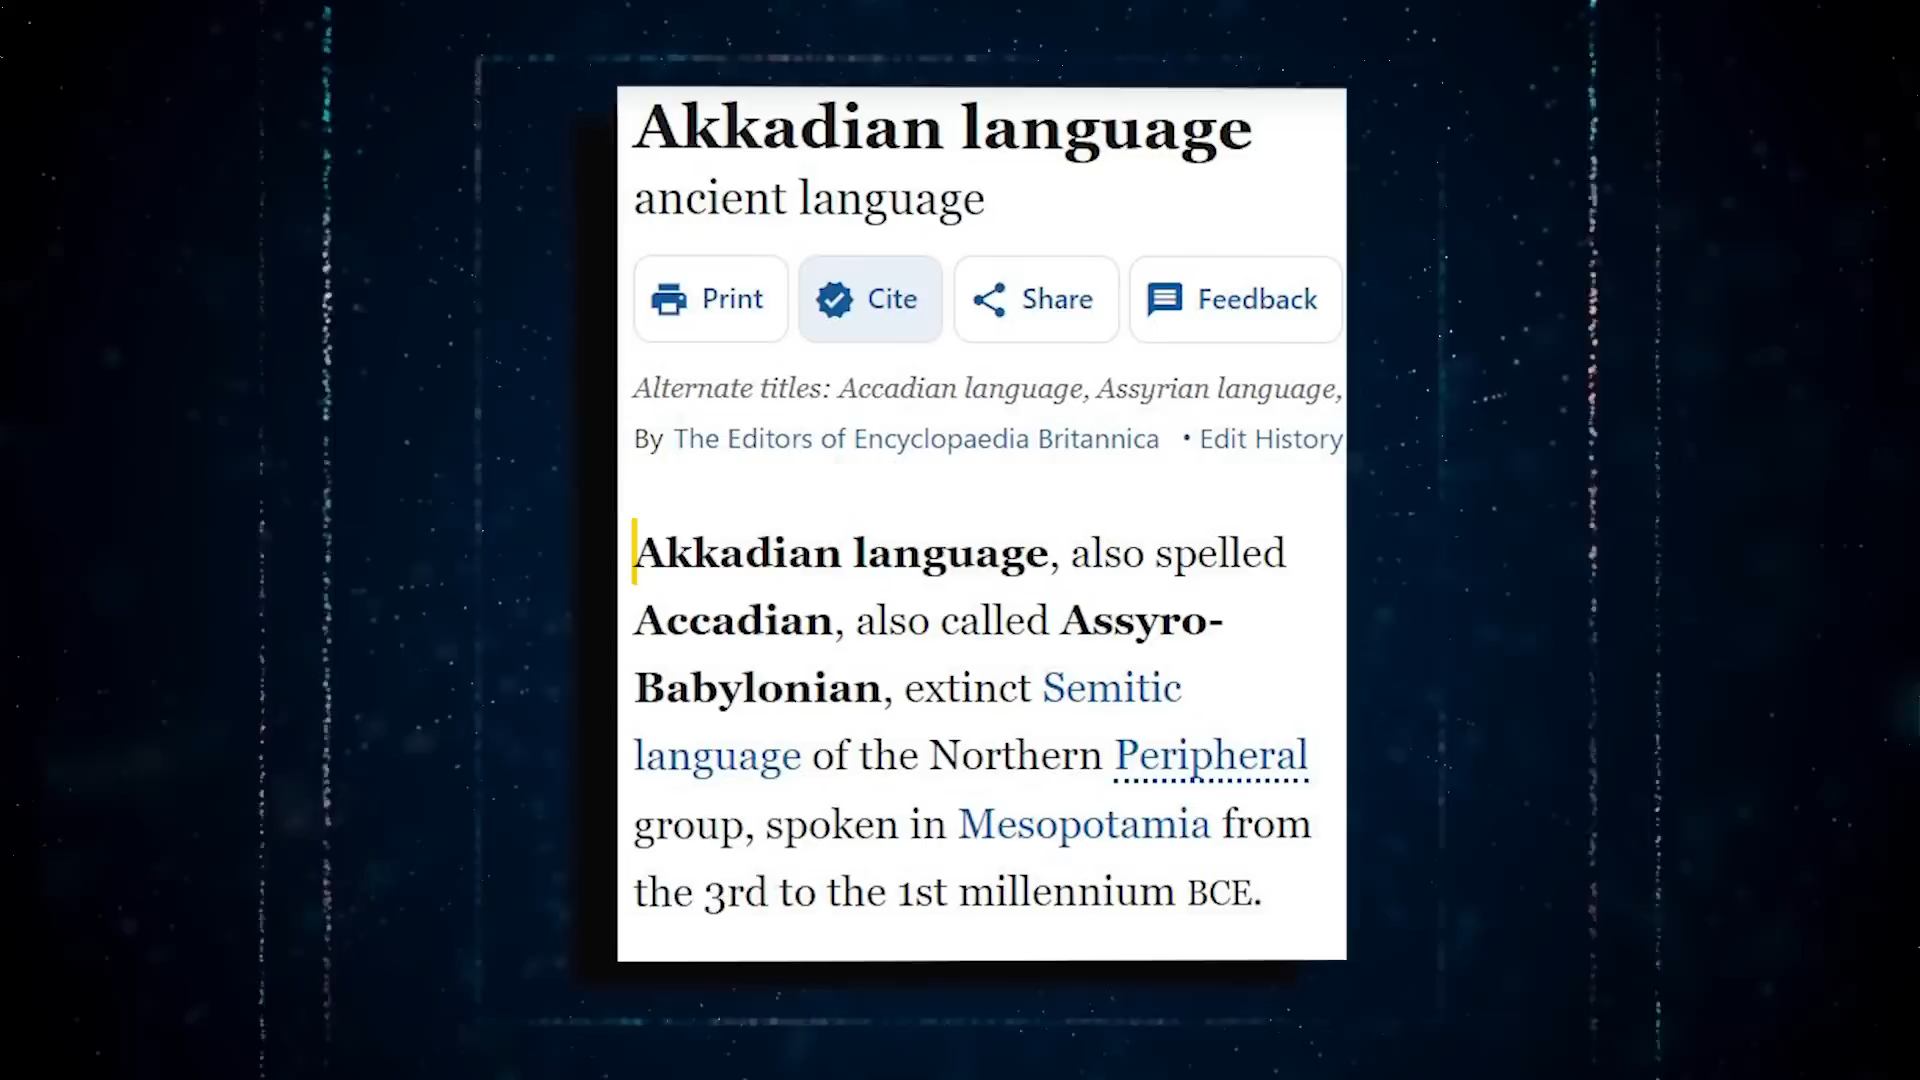 Akkadian language
ancient language
Print Cite Share Feedback
Alternate titles: Accadian language, Assyrian language,
By The Editors of Encyclopaedia Britannica • Edit History
Akkadian language, also spelled
Accadian, also called Assyro-
Babylonian, extinct Semitic
language of the Northern Peripheral
group, spoken in Mesopotamia from
the 3rd to the 1st millennium BCE.